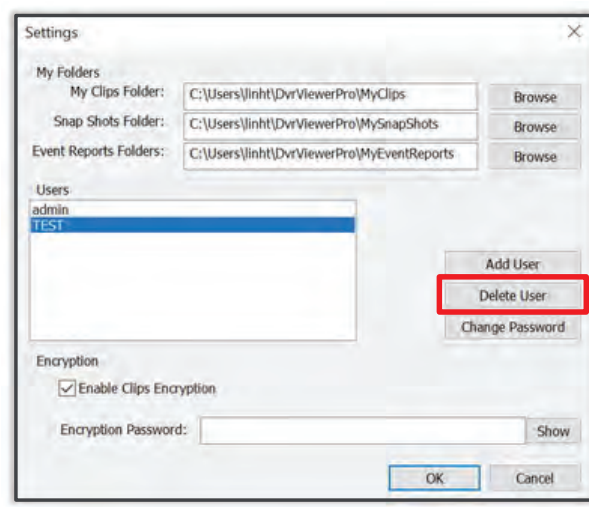 Settings
My Folders
My Clips Folder: C:\Users\linht\DvrViewerPro\MyClips Browse
Snap Shots Folder: C:\Users\linht\DvrViewerPro\MySnapShots Browse
Event Reports Folders: C:\Users\linht\DvrViewerPro\MyEventReports Browse
Users
admin
TEST
Add User
Delete User
Change Password
Encryption
Enable Clips Encryption
Encryption Password: Show
OK Cancel